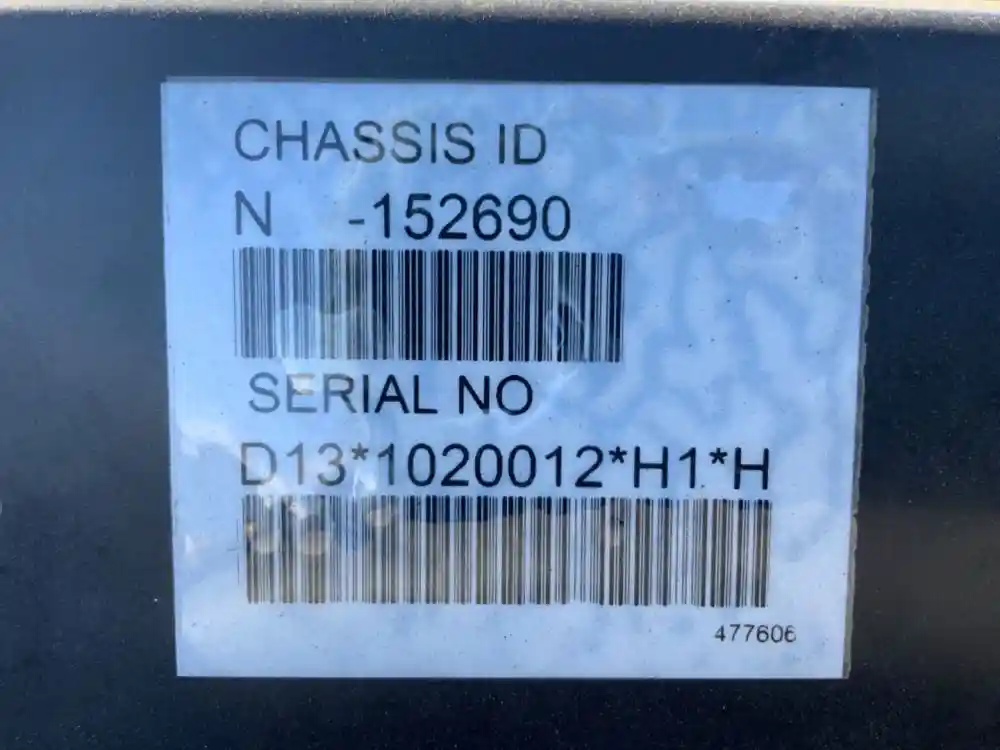 CHASSIS ID
N -152690
SERIAL NO
D13*1020012*H1*H
477606